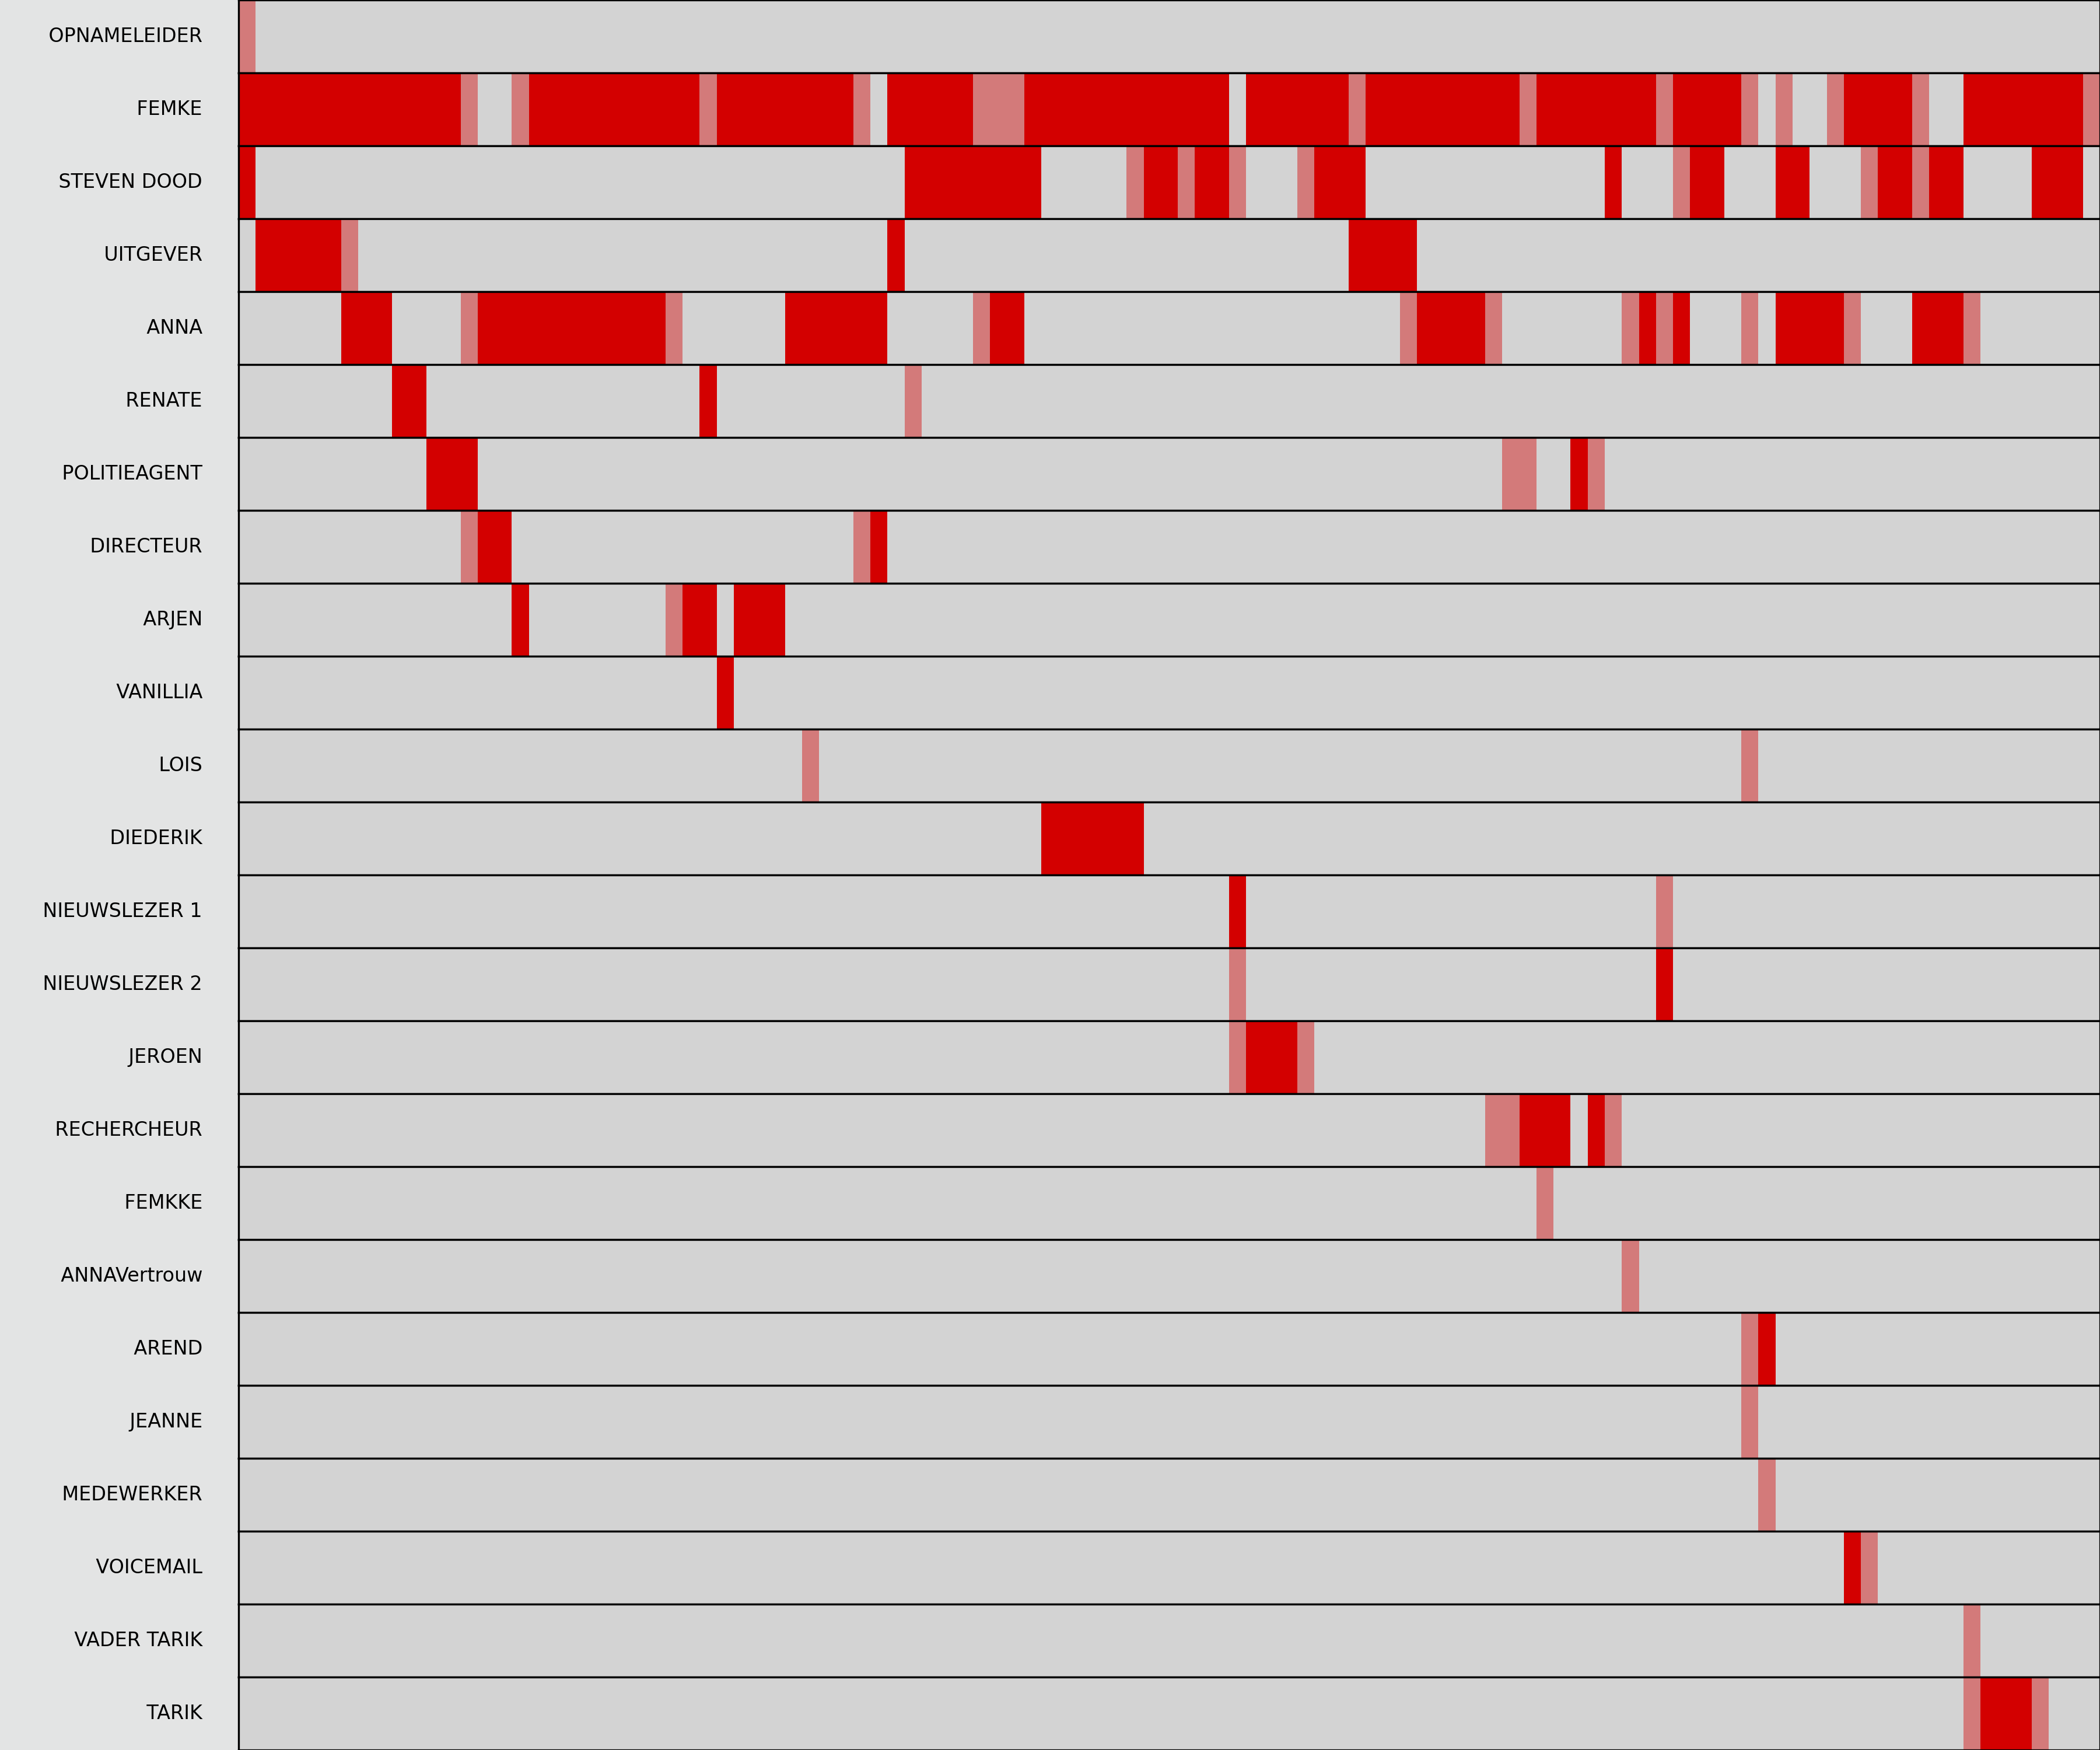 OPNAMELEIDER
FEMKE
STEVEN DOOD
UITGEVER
ANNA
RENATE
POLITIEAGENT
DIRECTEUR
ARJEN
VANILLIA
LOIS
DIEDERIK
NIEUWSLEZER 1
NIEUWSLEZER 2
JEROEN
RECHERCHEUR
FEMKKE
ANNAVertrouw
AREND
JEANNE
MEDEWERKER
VOICEMAIL
VADER TARIK
TARIK